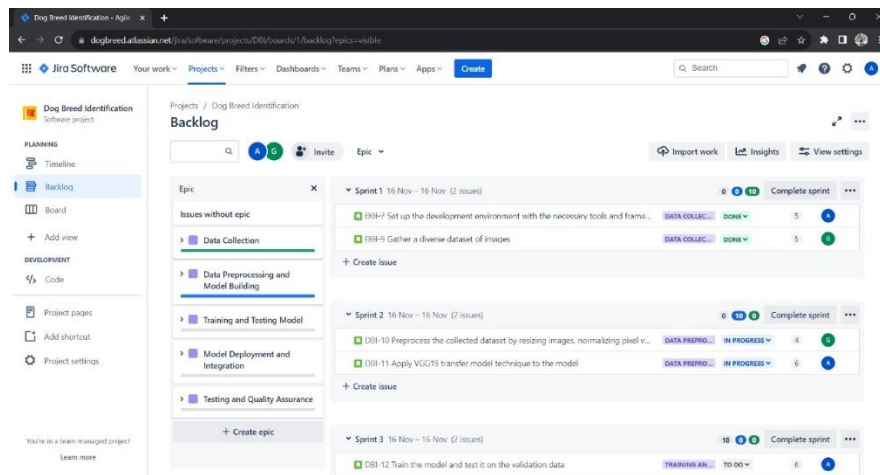 Dog Breed Identification - Agile
dogbreed.atlassian.net/jira/software/projects/DBI/boards/1/backlog?epics=visible
Jira Software Your work Projects Filters Dashboards Teams Plans Apps Create Search A
Dog Breed Identification
Software project
PLANNING
Timeline
Backlog
Board
Add view
DEVELOPMENT
Code
Project pages
Add shortcut
Project settings
You're in a team-managed project
Learn more
Projects / Dog Breed Identification
Backlog
A G Invite Epic Import work Insights View settings
Epic
Issues without epic
Data Collection
Data Preprocessing and
Model Building
Training and Testing Model
Model Deployment and
Integration
Testing and Quality Assurance
+ Create epic
Sprint 1 16 Nov – 16 Nov (2 issues) 0 0 10 Complete sprint
DBI-7 Set up the development environment with the necessary tools and frame... DATA COLLEC... DONE 5 A
DBI-9 Gather a diverse dataset of images DATA COLLEC... DONE 5 G
+ Create issue
Sprint 2 16 Nov – 16 Nov (2 issues) 0 10 0 Complete sprint
DBI-10 Preprocess the collected dataset by resizing images, normalizing pixel v... DATA PREPRO... IN PROGRESS 4 G
DBI-11 Apply VGG19 transfer model technique to the model DATA PREPRO... IN PROGRESS 6 A
+ Create issue
Sprint 3 16 Nov – 16 Nov (2 issues) 10 0 0 Complete sprint
DBI-12 Train the model and test it on the validation data TRAINING AN... TO DO 6 A